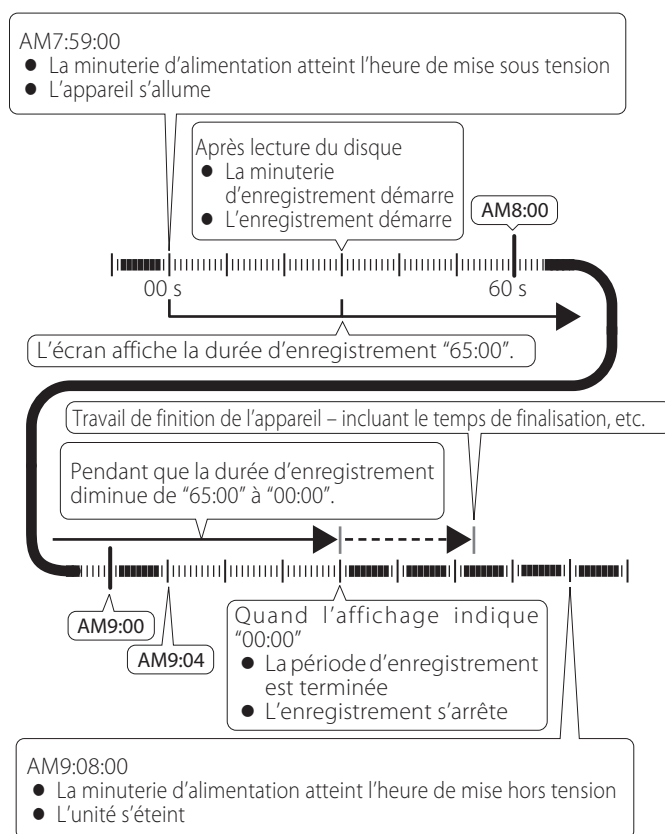 AM7:59:00
● La minuterie d’alimentation atteint l’heure de mise sous tension
● L’appareil s’allume
Après lecture du disque
● La minuterie
d’enregistrement démarre
● L’enregistrement démarre
AM8:00
00 s
60 s
L’écran affiche la durée d’enregistrement “65:00”.
Travail de finition de l’appareil – incluant le temps de finalisation, etc.
Pendant que la durée d’enregistrement
diminue de “65:00” à “00:00”.
AM9:00
AM9:04
Quand l’affichage indique
“00:00”
● La période d’enregistrement
est terminée
● L’enregistrement s’arrête
AM9:08:00
● La minuterie d’alimentation atteint l’heure de mise hors tension
● L’unité s’éteint